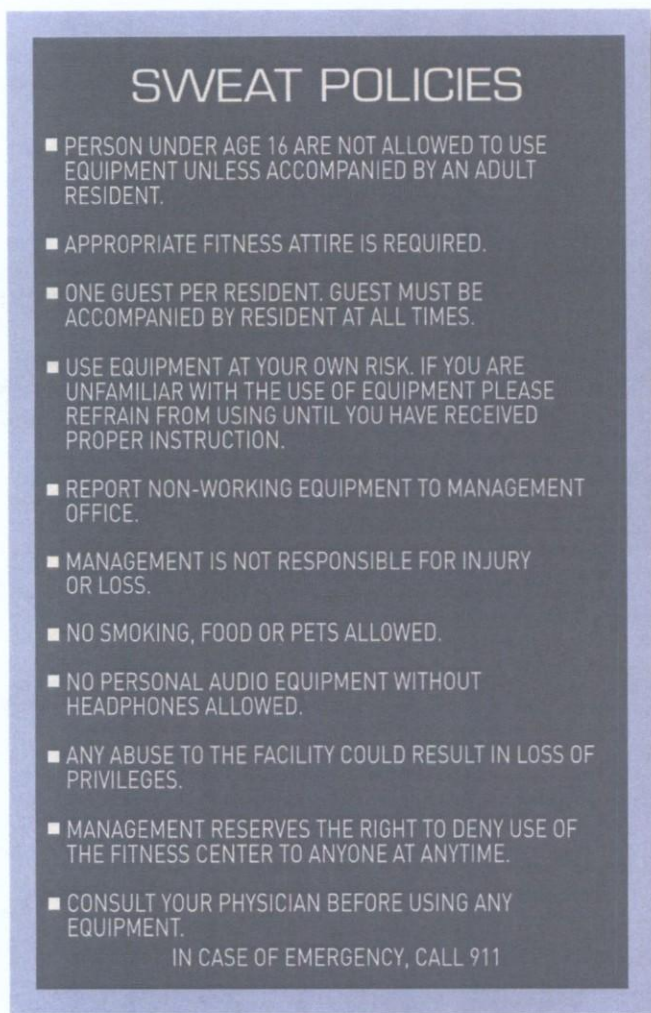 SWEAT POLICIES
■ PERSON UNDER AGE 16 ARE NOT ALLOWED TO USE
EQUIPMENT UNLESS ACCOMPANIED BY AN ADULT
RESIDENT.
■ APPROPRIATE FITNESS ATTIRE IS REQUIRED.
■ ONE GUEST PER RESIDENT. GUEST MUST BE
ACCOMPANIED BY RESIDENT AT ALL TIMES.
■ USE EQUIPMENT AT YOUR OWN RISK. IF YOU ARE
UNFAMILIAR WITH THE USE OF EQUIPMENT PLEASE
REFRAIN FROM USING UNTIL YOU HAVE RECEIVED
PROPER INSTRUCTION.
■ REPORT NON-WORKING EQUIPMENT TO MANAGEMENT
OFFICE.
■ MANAGEMENT IS NOT RESPONSIBLE FOR INJURY
OR LOSS.
■ NO SMOKING, FOOD OR PETS ALLOWED.
■ NO PERSONAL AUDIO EQUIPMENT WITHOUT
HEADPHONES ALLOWED.
■ ANY ABUSE TO THE FACILITY COULD RESULT IN LOSS OF
PRIVILEGES.
■ MANAGEMENT RESERVES THE RIGHT TO DENY USE OF
THE FITNESS CENTER TO ANYONE AT ANYTIME.
■ CONSULT YOUR PHYSICIAN BEFORE USING ANY
EQUIPMENT.
IN CASE OF EMERGENCY, CALL 911